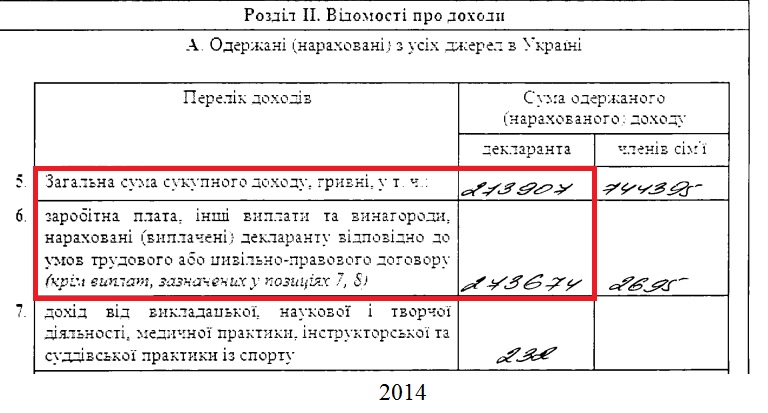 Розділ II. Відомості про доходи
А. Одержані (нараховані) з усіх джерел в Україні
Перелік доходів
Сума одержаного
(нарахованого) доходу
декларанта
членів сім'ї
5. Загальна сума сукупного доходу, гривні, у т. ч.: 273907 744395
6. заробітна плата, інші виплати та винагороди,
нараховані (виплачені) декларанту відповідно до
умов трудового або цивільно-правового договору
(крім виплат, зазначених у позиціях 7, 8) 273674 2695
7. дохід від викладацької, наукової і творчої
діяльності, медичної практики, інструкторської та
суддівської практики із спорту 232
2014